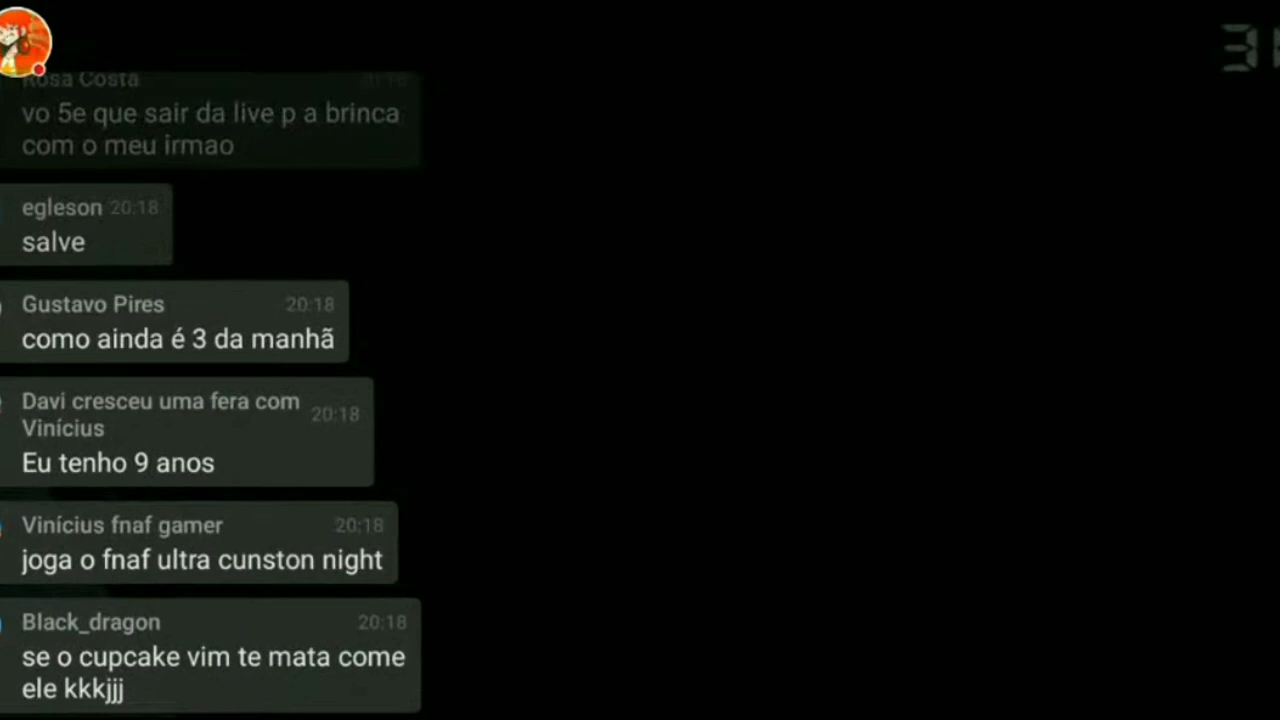 Rosa Costa 20:18
vo 5e que sair da live p a brinca
com o meu irmao
egleson 20:18
salve
Gustavo Pires 20:18
como ainda é 3 da manhã
Davi cresceu uma fera com
Vinícius 20:18
Eu tenho 9 anos
Vinícius fnaf gamer 20:18
joga o fnaf ultra cunston night
Black_dragon 20:18
se o cupcake vim te mata come
ele kkkjjj